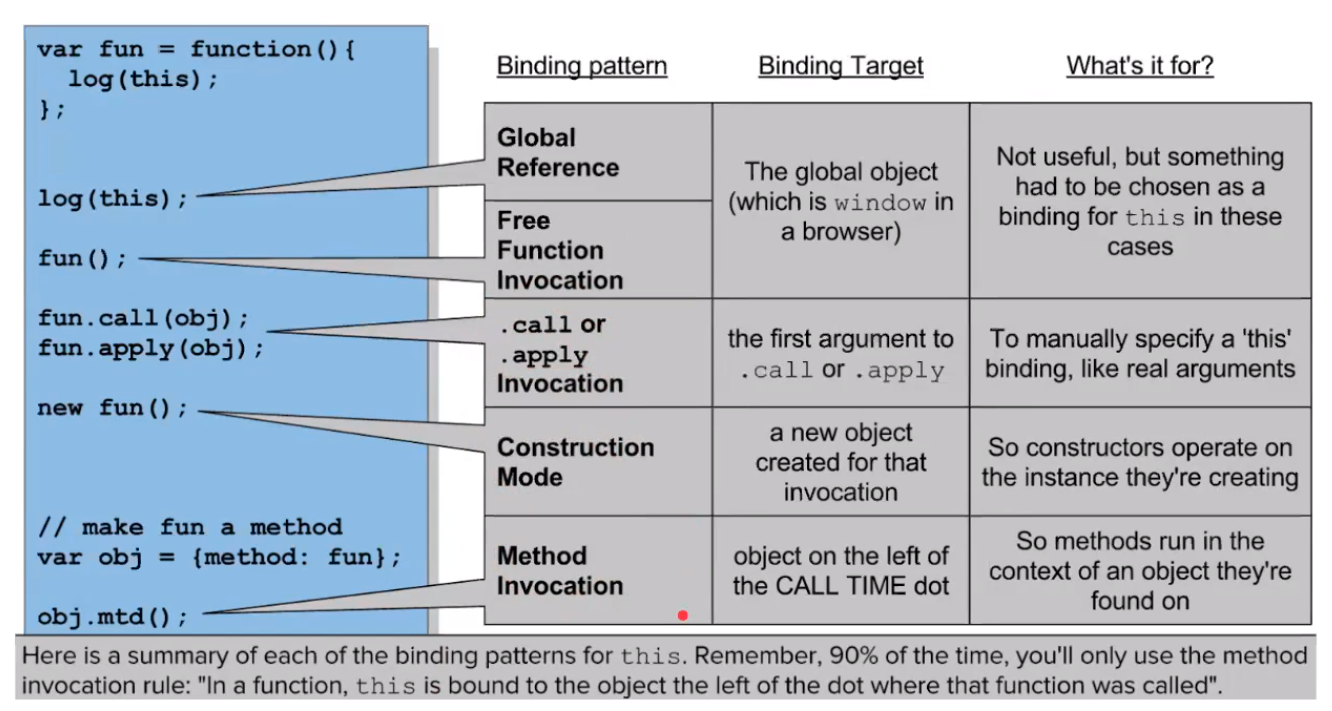 var fun = function(){
log(this);
};
log(this);
fun();
fun.call(obj);
fun.apply(obj);
new fun();
// make fun a method
var obj = {method: fun};
obj.mtd();
Binding pattern
Binding Target
What's it for?
Global
Reference
Free
Function
Invocation
The global object
(which is window in
a browser)
Not useful, but something
had to be chosen as a
binding for this in these
cases
.call or
.apply
Invocation
the first argument to
.call or .apply
To manually specify a 'this'
binding, like real arguments
Construction
Mode
a new object
created for that
invocation
So constructors operate on
the instance they're creating
Method
Invocation
object on the left of
the CALL TIME dot
So methods run in the
context of an object they're
found on
Here is a summary of each of the binding patterns for this. Remember, 90% of the time, you'll only use the method
invocation rule: "In a function, this is bound to the object the left of the dot where that function was called".